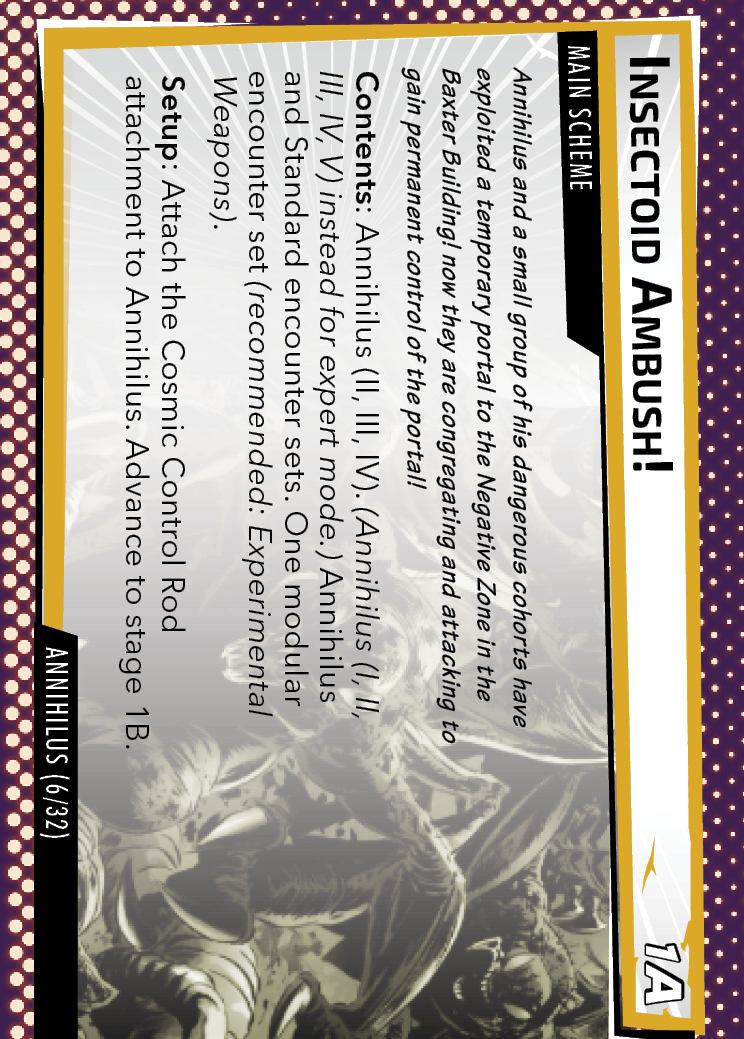 INSECTOID AMBUSH!
1A
MAIN SCHEME
Annihilus and a small group of his dangerous cohorts have
exploited a temporary portal to the Negative Zone in the
Baxter Building! now they are congregating and attacking to
gain permanent control of the portal!
Contents: Annihilus (II, III, IV). (Annihilus (I, II,
III, IV, V) instead for expert mode.) Annihilus
and Standard encounter sets. One modular
encounter set (recommended: Experimental
Weapons).
Setup: Attach the Cosmic Control Rod
attachment to Annihilus. Advance to stage 1B.
ANNIHILUS (6/32)